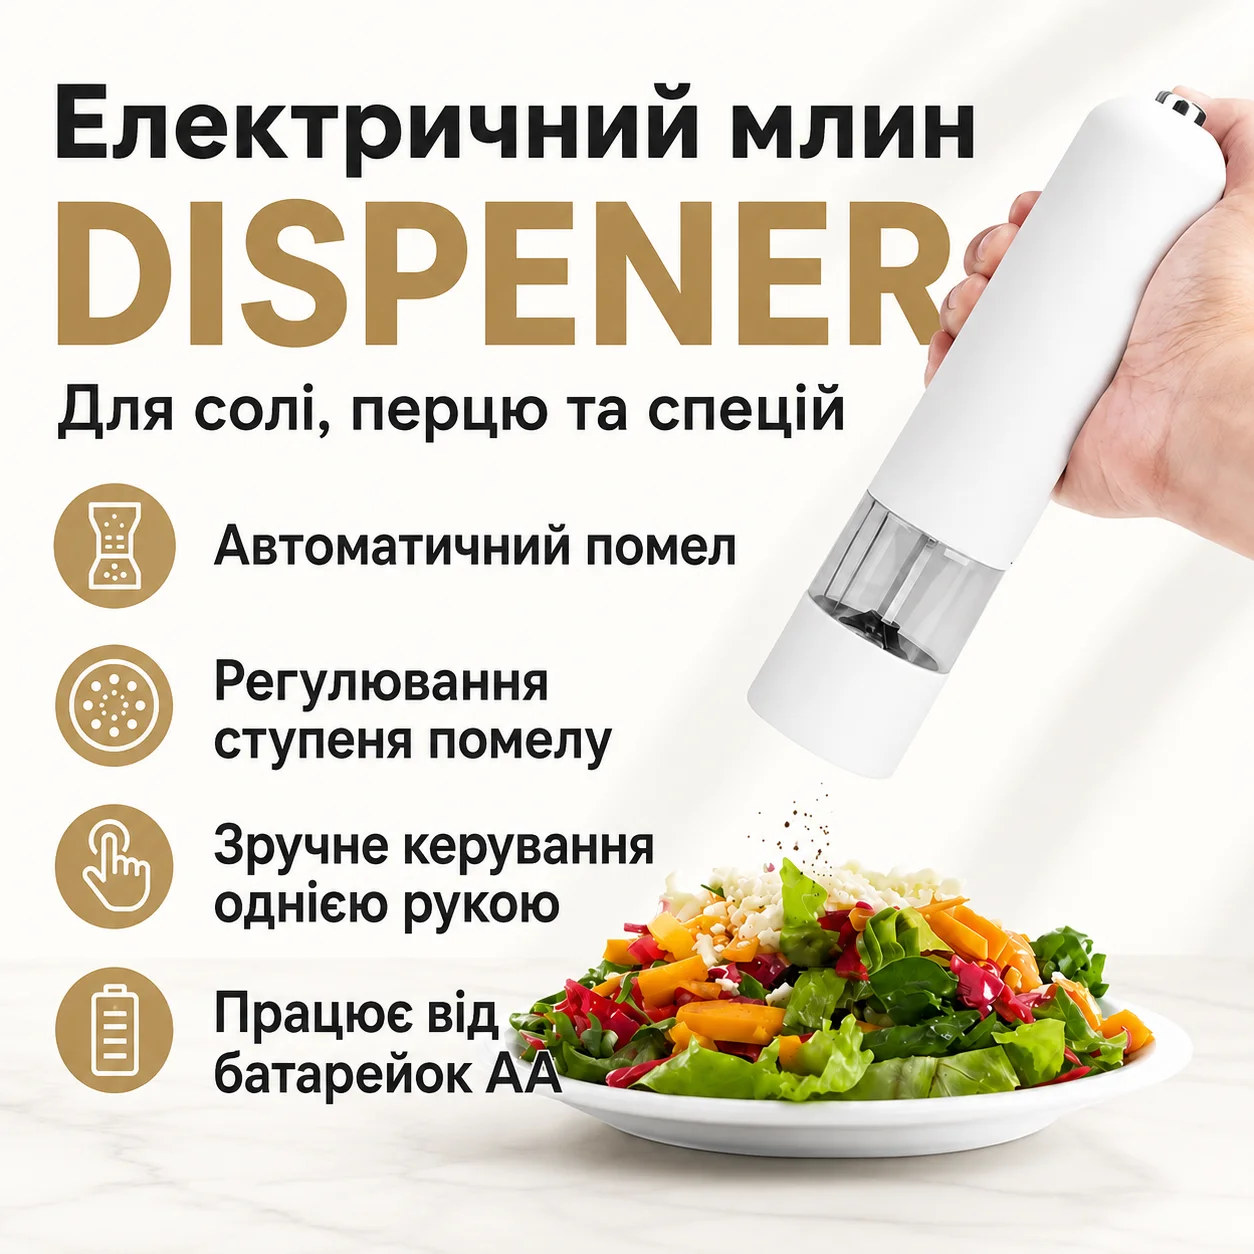 Електричний млин
DISPENER
Для солі, перцю та спецій
Автоматичний помел
Регулювання
ступеня помелу
Зручне керування
однією рукою
Працює від
батарейок АА